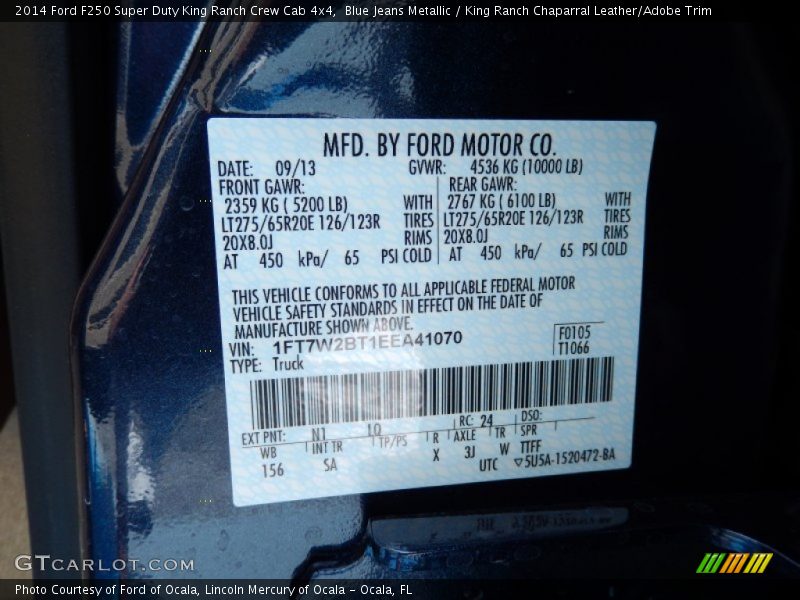 2014 Ford F250 Super Duty King Ranch Crew Cab 4x4, Blue Jeans Metallic / King Ranch Chaparral Leather/Adobe Trim
MFD. BY FORD MOTOR CO.
DATE: 09/13 GVWR: 4536 KG (10000 LB)
FRONT GAWR: REAR GAWR:
2359 KG ( 5200 LB) WITH 2767 KG ( 6100 LB) WITH
LT275/65R20E 126/123R TIRES LT275/65R20E 126/123R TIRES
20X8.0J RIMS 20X8.0J RIMS
AT 450 kPa/ 65 PSI COLD AT 450 kPa/ 65 PSI COLD
THIS VEHICLE CONFORMS TO ALL APPLICABLE FEDERAL MOTOR
VEHICLE SAFETY STANDARDS IN EFFECT ON THE DATE OF
MANUFACTURE SHOWN ABOVE.
VIN: 1FT7W2BT1EEA41070 F0105
TYPE: Truck T1066
EXT PNT: N1 LQ RC: 24 DSO:
WB INT TR TP/PS R AXLE TR SPR
156 SA X 3J W TTFF
UTC ▽5U5A-1520472-BA
GTCARLOT.COM
Photo Courtesy of Ford of Ocala, Lincoln Mercury of Ocala - Ocala, FL